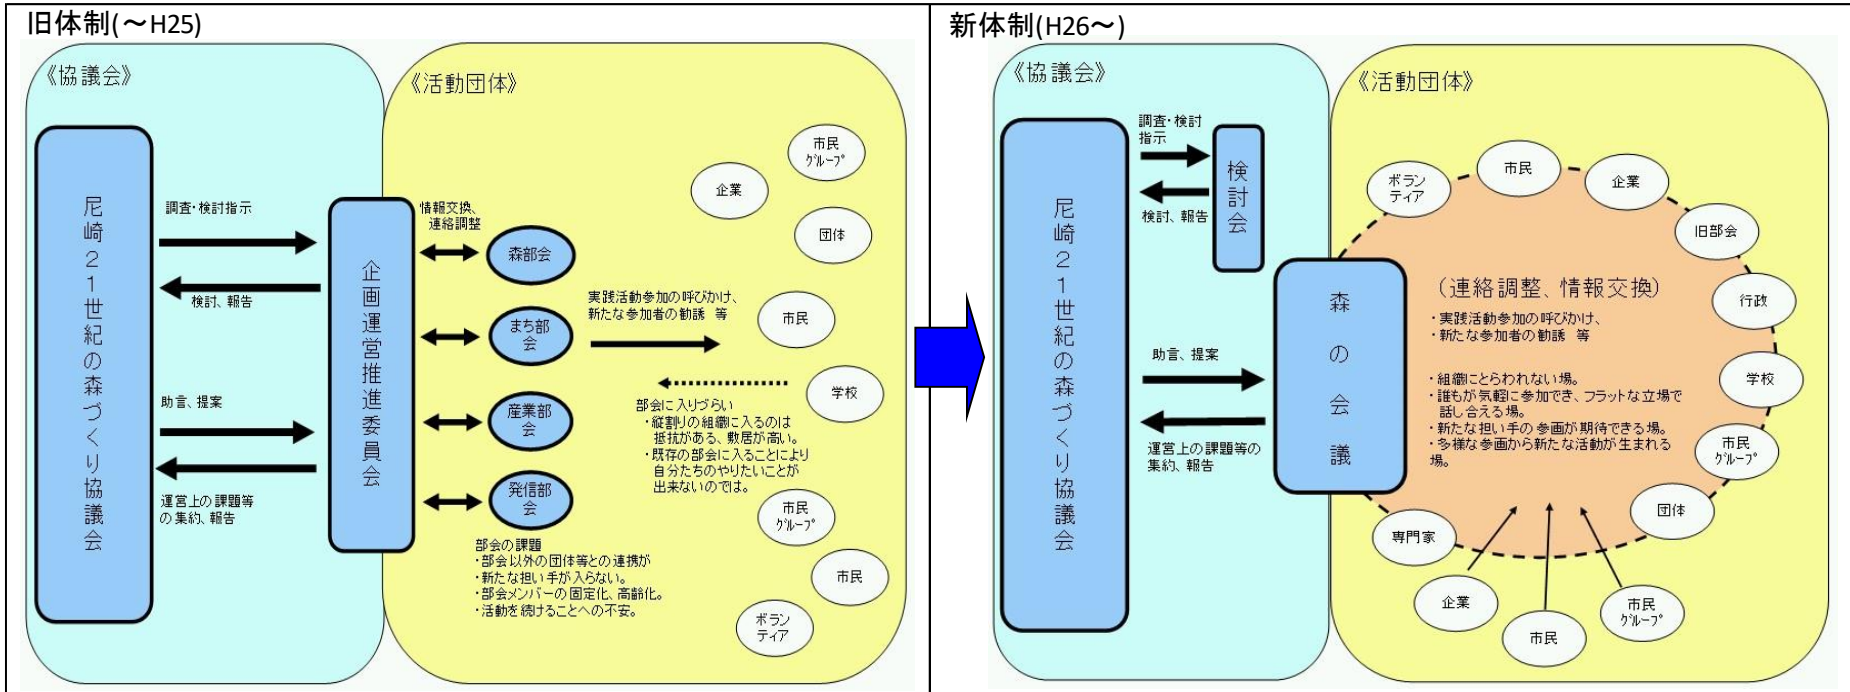 旧体制(～H25)
《協議会》
《活動団体》
尼崎21世紀の森づくり協議会
調査・検討指示
検討、報告
助言、提案
運営上の課題等
の集約、報告
企画運営推進委員会
情報交換、
連絡調整
森部会
まち部
会
産業部
会
発信部
会
実践活動参加の呼びかけ、
新たな参加者の勧誘 等
部会に入りづらい
・縦割りの組織に入るのは
抵抗がある、敷居が高い。
・既存の部会に入ることにより
自分たちのやりたいことが
出来ないのでは。
部会の課題
・部会以外の団体等との連携が
・新たな担い手が入らない。
・部会メンバーの固定化、高齢化。
・活動を続けることへの不安。
市民
ｸﾞﾙｰﾌﾟ
企業
団体
市民
学校
市民
ｸﾞﾙｰﾌﾟ
市民
ボラン
ティア
新体制(H26～)
《協議会》
《活動団体》
尼崎21世紀の森づくり協議会
調査・検討
指示
検討、報告
検討会
助言、提案
運営上の課題等の
集約、報告
森の会議
(連絡調整、情報交換)
・実践活動参加の呼びかけ、
・新たな参加者の勧誘 等
・組織にとらわれない場。
・誰もが気軽に参加でき、フラットな立場で
話し合える場。
・新たな担い手の参画が期待できる場。
・多様な参画から新たな活動が生まれる
場。
ボラン
ティア
市民
企業
旧部会
行政
学校
市民
ｸﾞﾙｰﾌﾟ
団体
専門家
企業
市民
市民
ｸﾞﾙｰﾌﾟ